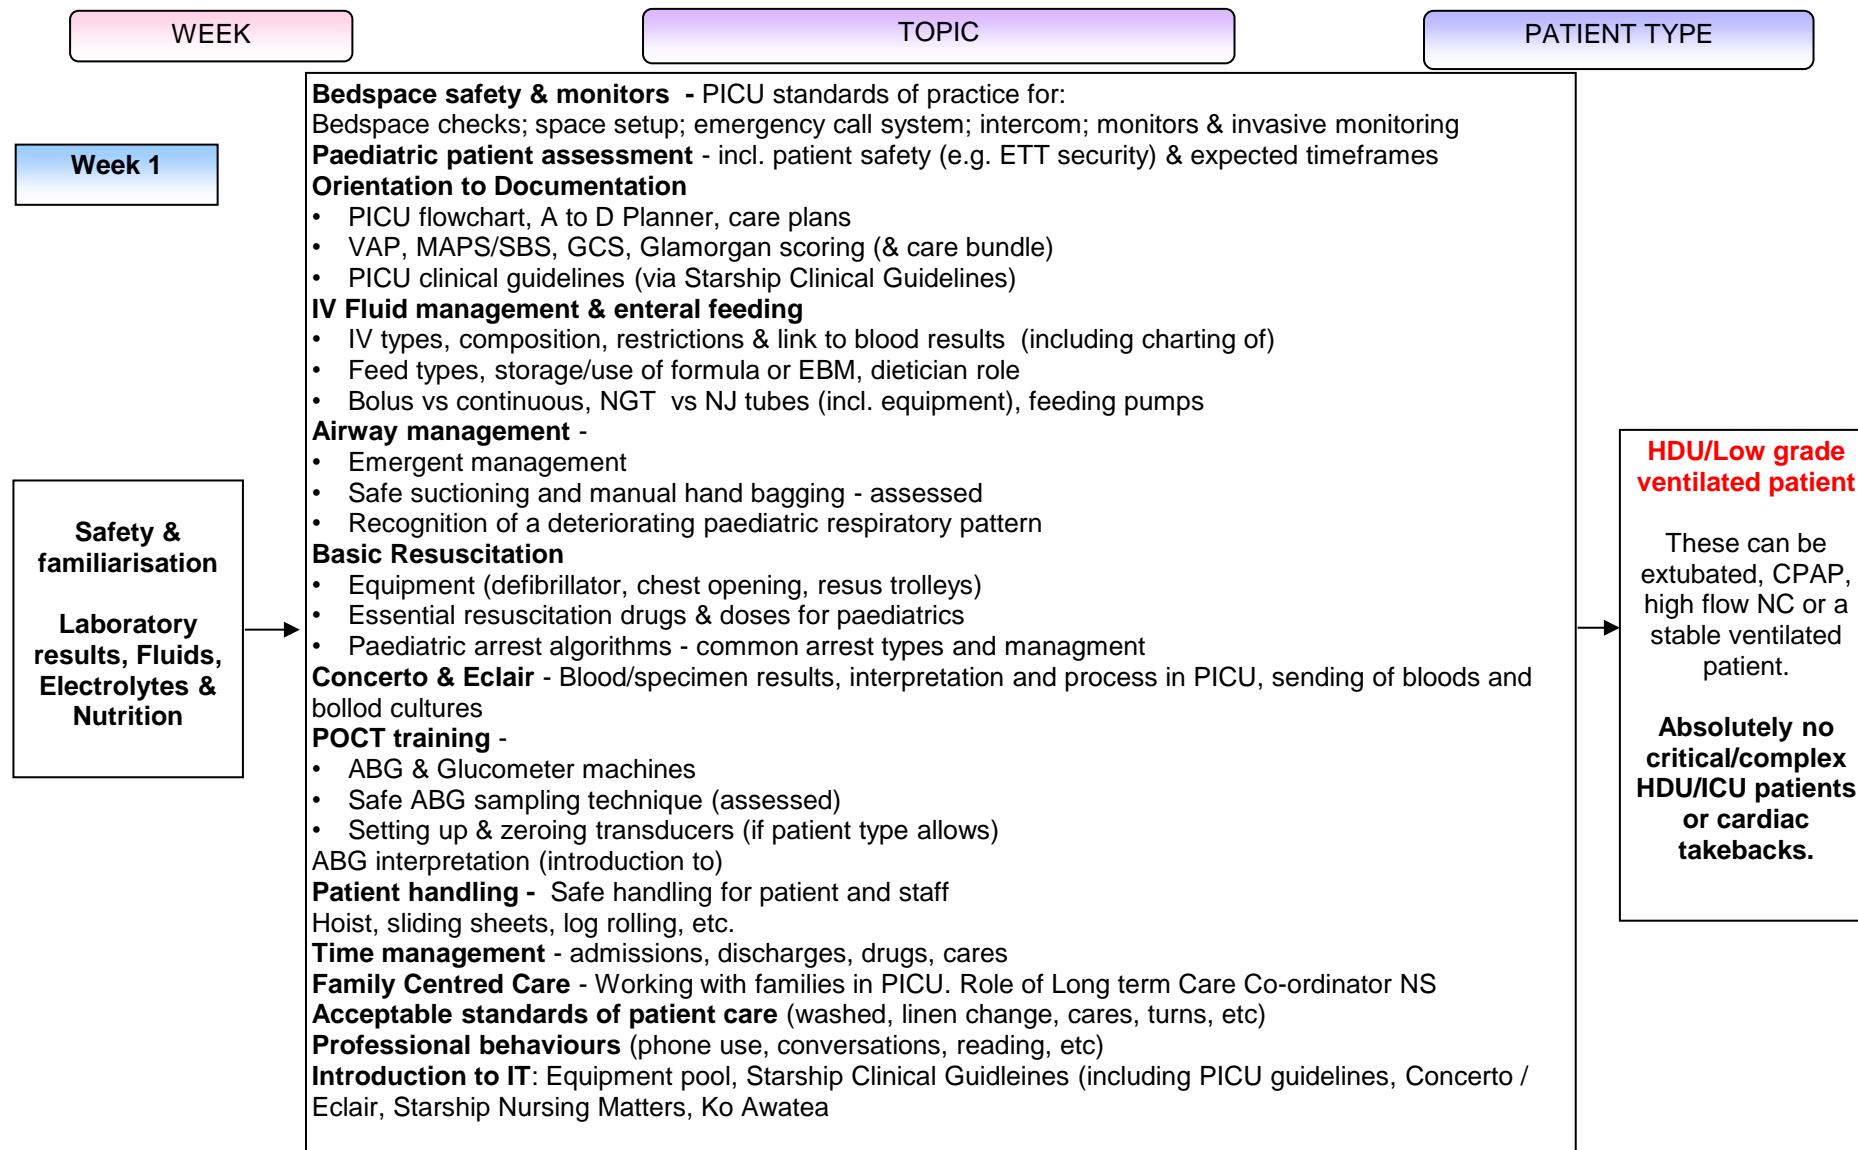 WEEK
TOPIC
PATIENT TYPE
Week 1
Safety &
familiarisation
Laboratory
results, Fluids,
Electrolytes &
Nutrition
Bedspace safety & monitors - PICU standards of practice for:
Bedspace checks; space setup; emergency call system; intercom; monitors & invasive monitoring
Paediatric patient assessment - incl. patient safety (e.g. ETT security) & expected timeframes
Orientation to Documentation
• PICU flowchart, A to D Planner, care plans
• VAP, MAPS/SBS, GCS, Glamorgan scoring (& care bundle)
• PICU clinical guidelines (via Starship Clinical Guidelines)
IV Fluid management & enteral feeding
• IV types, composition, restrictions & link to blood results (including charting of)
• Feed types, storage/use of formula or EBM, dietician role
• Bolus vs continuous, NGT vs NJ tubes (incl. equipment), feeding pumps
Airway management -
• Emergent management
• Safe suctioning and manual hand bagging - assessed
• Recognition of a deteriorating paediatric respiratory pattern
Basic Resuscitation
• Equipment (defibrillator, chest opening, resus trolleys)
• Essential resuscitation drugs & doses for paediatrics
• Paediatric arrest algorithms - common arrest types and managment
Concerto & Eclair - Blood/specimen results, interpretation and process in PICU, sending of bloods and
bollod cultures
POCT training -
• ABG & Glucometer machines
• Safe ABG sampling technique (assessed)
• Setting up & zeroing transducers (if patient type allows)
ABG interpretation (introduction to)
Patient handling - Safe handling for patient and staff
Hoist, sliding sheets, log rolling, etc.
Time management - admissions, discharges, drugs, cares
Family Centred Care - Working with families in PICU. Role of Long term Care Co-ordinator NS
Acceptable standards of patient care (washed, linen change, cares, turns, etc)
Professional behaviours (phone use, conversations, reading, etc)
Introduction to IT: Equipment pool, Starship Clinical Guidleines (including PICU guidelines, Concerto /
Eclair, Starship Nursing Matters, Ko Awatea
HDU/Low grade
ventilated patient
These can be
extubated, CPAP,
high flow NC or a
stable ventilated
patient.
Absolutely no
critical/complex
HDU/ICU patients
or cardiac
takebacks.